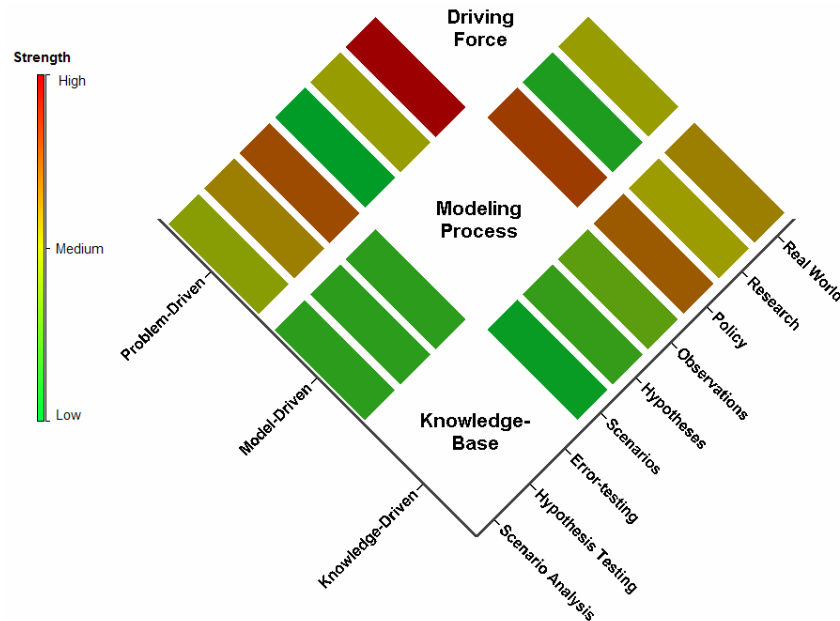 Driving
Force
Strength
High
Medium
Low
Modeling
Process
Knowledge-
Base
Problem-Driven
Model-Driven
Knowledge-Driven
Real World
Research
Policy
Observations
Hypotheses
Scenarios
Error-testing
Hypothesis Testing
Scenario Analysis